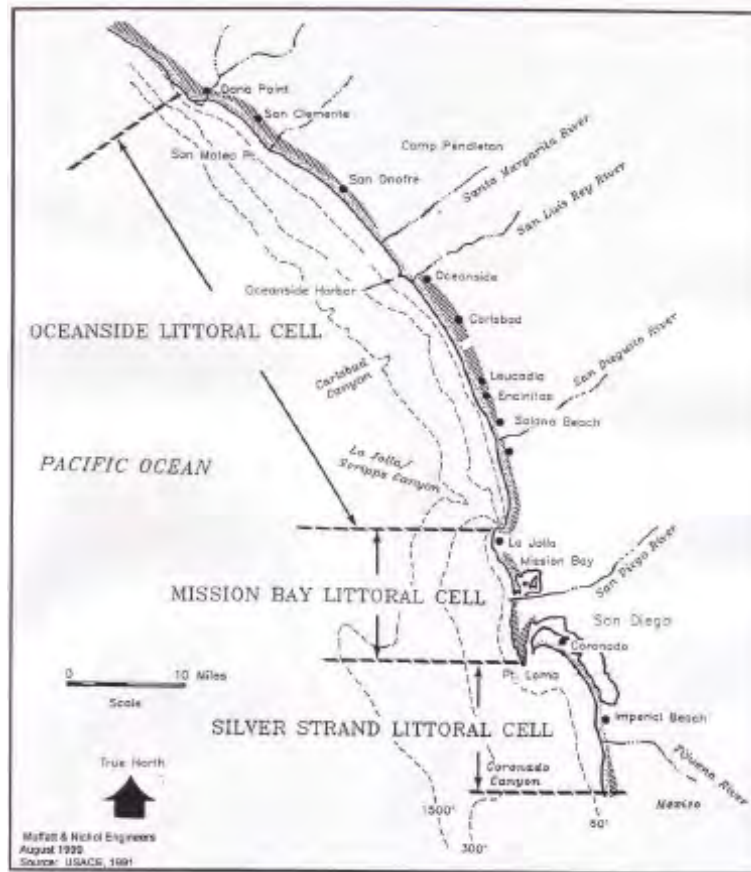 Dana Point
San Clemente
San Mateo Pt.
Camp Pendleton
San Onofre
Santa Margarita River
San Luis Rey River
Oceanside Harbor
Oceanside
OCEANSIDE LITTORAL CELL
Carlsbad
Carlsbad
Canyon
San Dieguito River
Leucadia
Encinitas
Solana Beach
La Jolla/
Scripps Canyon
PACIFIC OCEAN
La Jolla
Mission Bay
San Diego River
MISSION BAY LITTORAL CELL
San Diego
Coronado
0 10 Miles
Scale
Pt. Loma
Imperial Beach
SILVER STRAND LITTORAL CELL
True North
Coronado
Canyon
Tijuana River
Mexico
1500'
300'
60'
Moffatt & Nichol Engineers
August 1999
Source: USACE, 1991